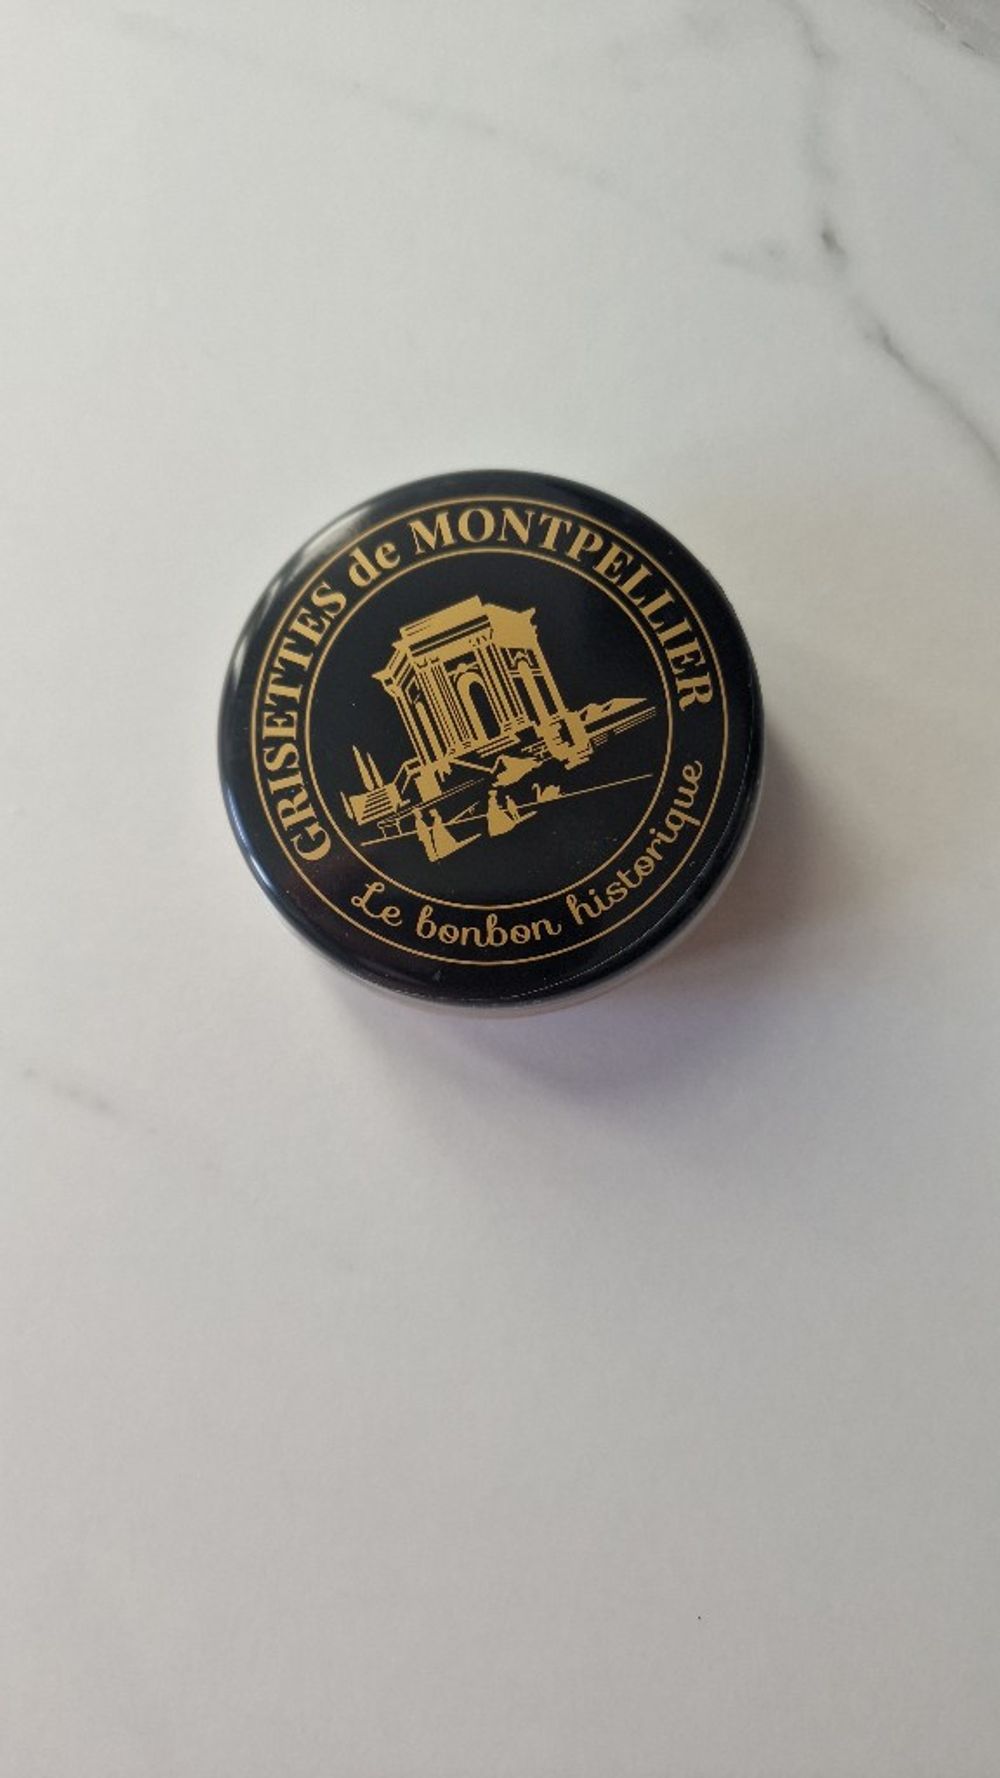 GRISETTES de MONTPELLIER
Le bonbon historique